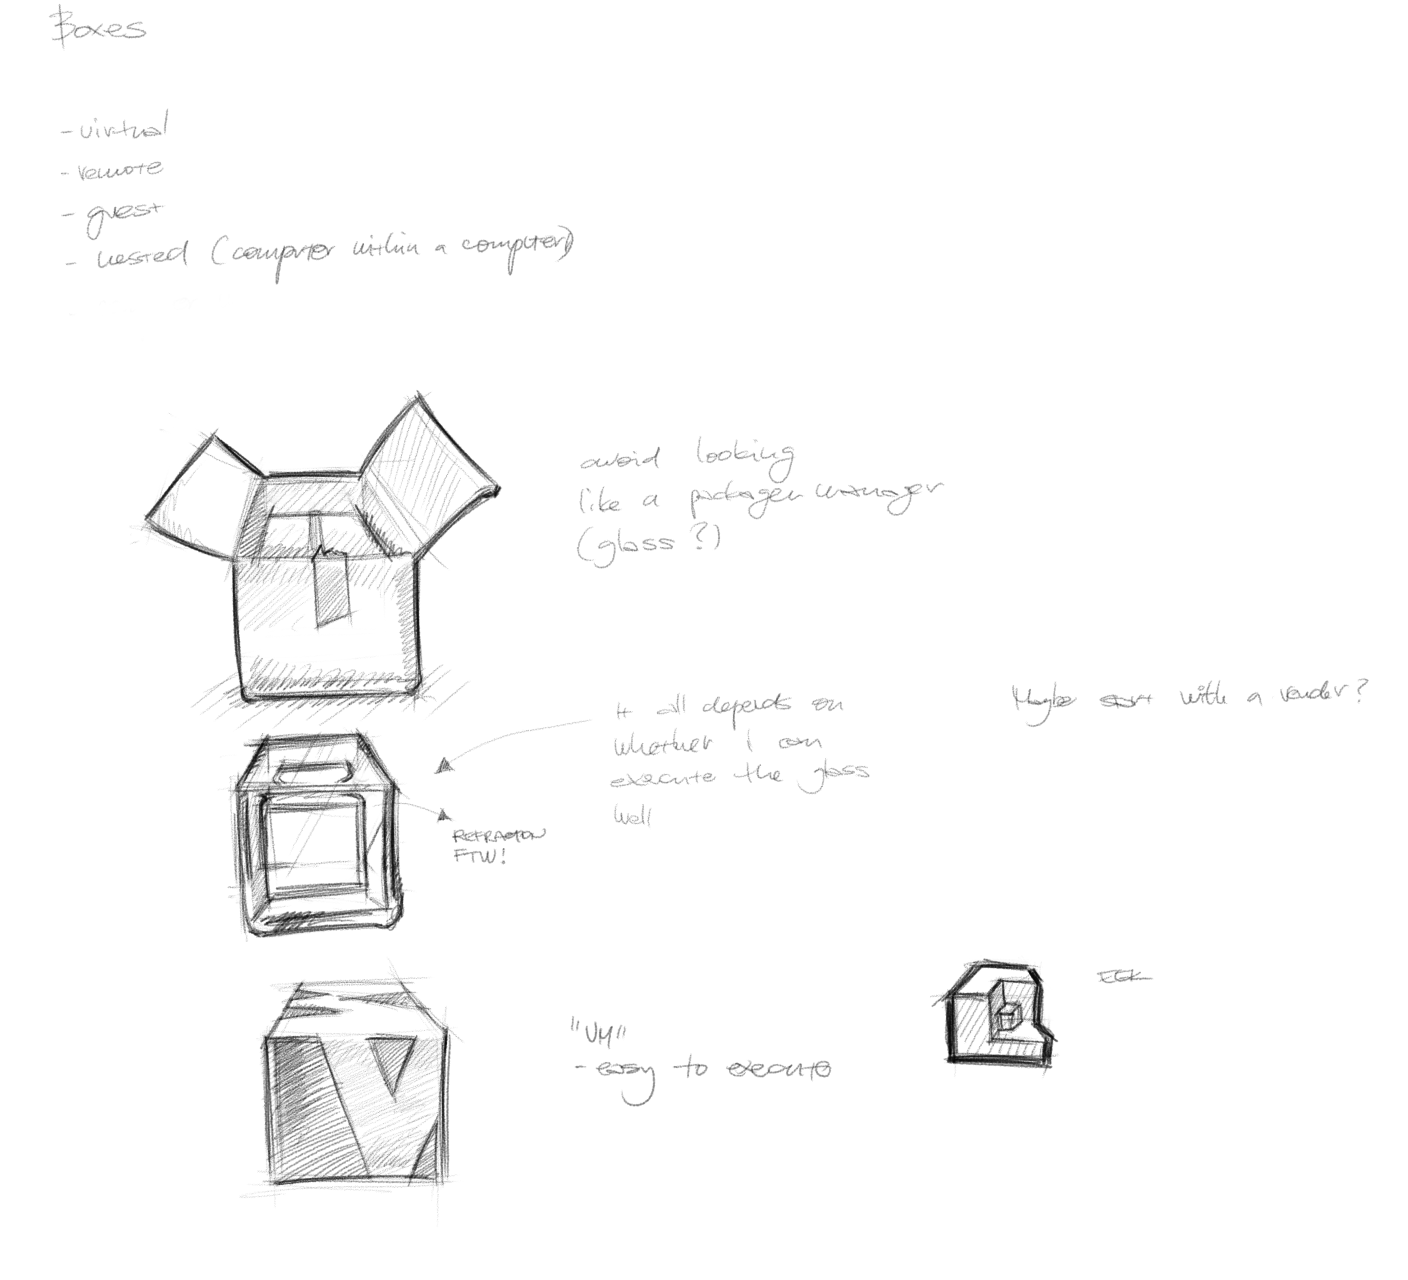 Boxes
- virtual
- remote
- guest
- nested (computer within a computer)
avoid looking
like a packagen manager
(glass?)
It all depends on
whether I can
execute the glass
well
Maybe start with a render?
REFRACTION
FTW!
"VM"
- easy to execute
EEK